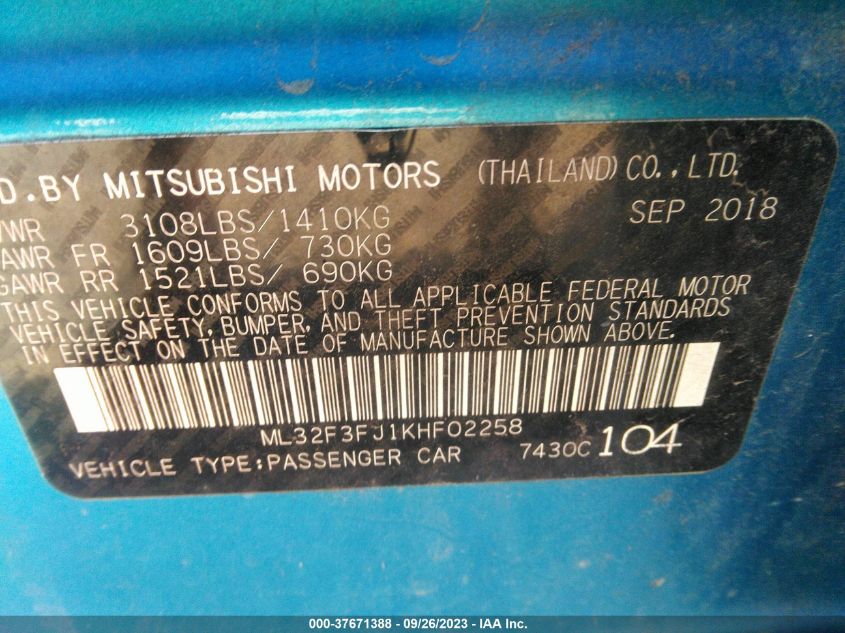 D.BY MITSUBISHI MOTORS (THAILAND) CO.,LTD.
VWR 3108LBS/1410KG SEP 2018
AWR FR 1609LBS/ 730KG
GAWR RR 1521LBS/ 690KG
THIS VEHICLE CONFORMS TO ALL APPLICABLE FEDERAL MOTOR
VEHICLE SAFETY, BUMPER, AND THEFT PREVENTION STANDARDS
IN EFFECT ON THE DATE OF MANUFACTURE SHOWN ABOVE.
ML32F3FJ1KHF02258
VEHICLE TYPE:PASSENGER CAR 7430C 104
000-37671388 - 09/26/2023 - IAA Inc.